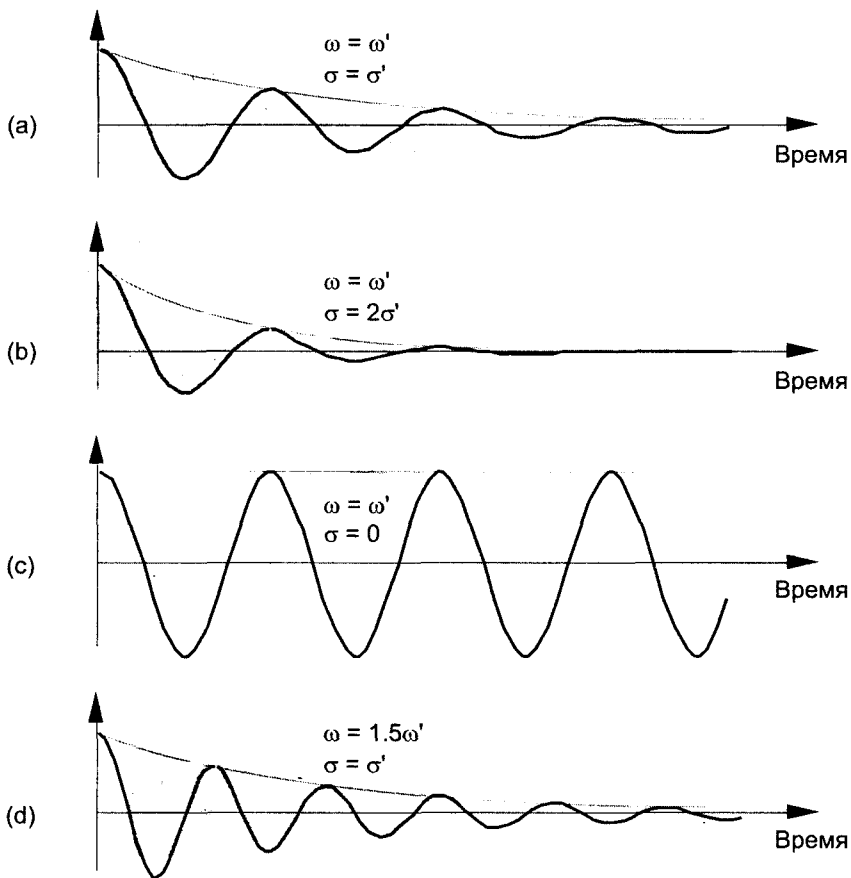 ω = ω'
σ = σ'
(a)
Время
ω = ω'
σ = 2σ'
(b)
Время
ω = ω'
σ = 0
(c)
Время
ω = 1.5ω'
σ = σ'
(d)
Время